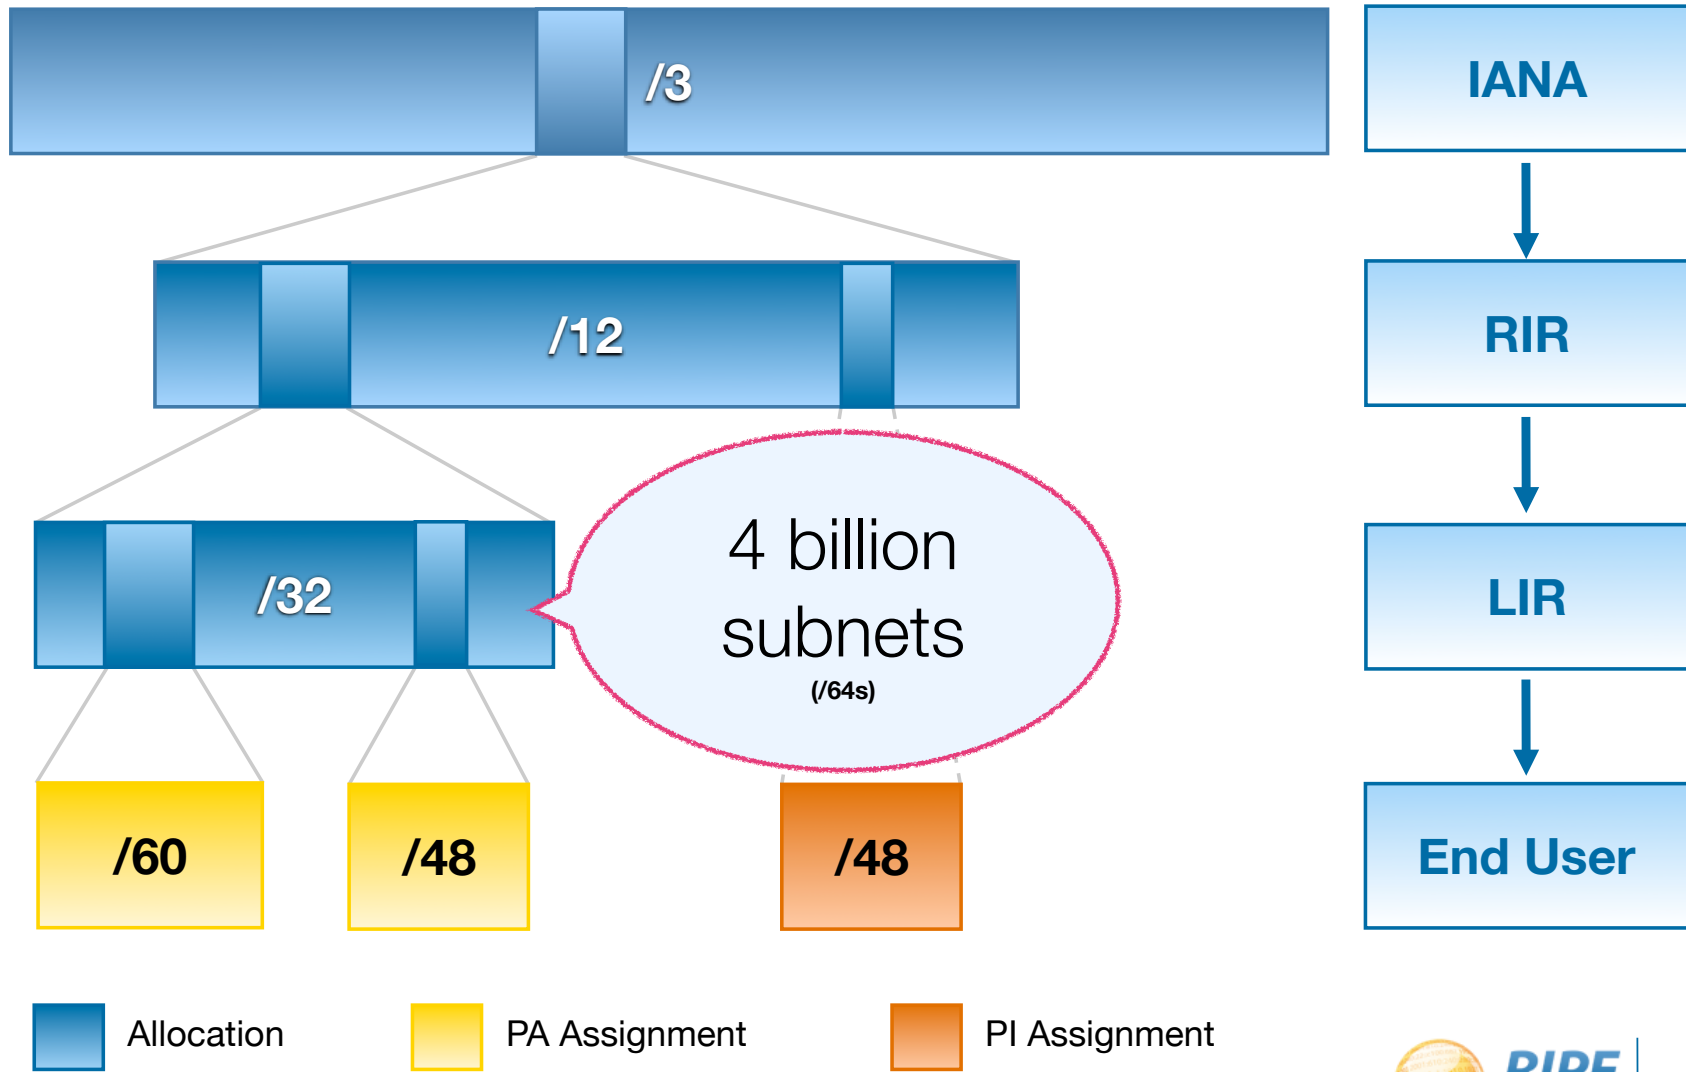 /3
IANA
/12
RIR
4 billion
subnets
(/64s)
/32
LIR
/60
/48
/48
End User
Allocation
PA Assignment
PI Assignment
RIPE